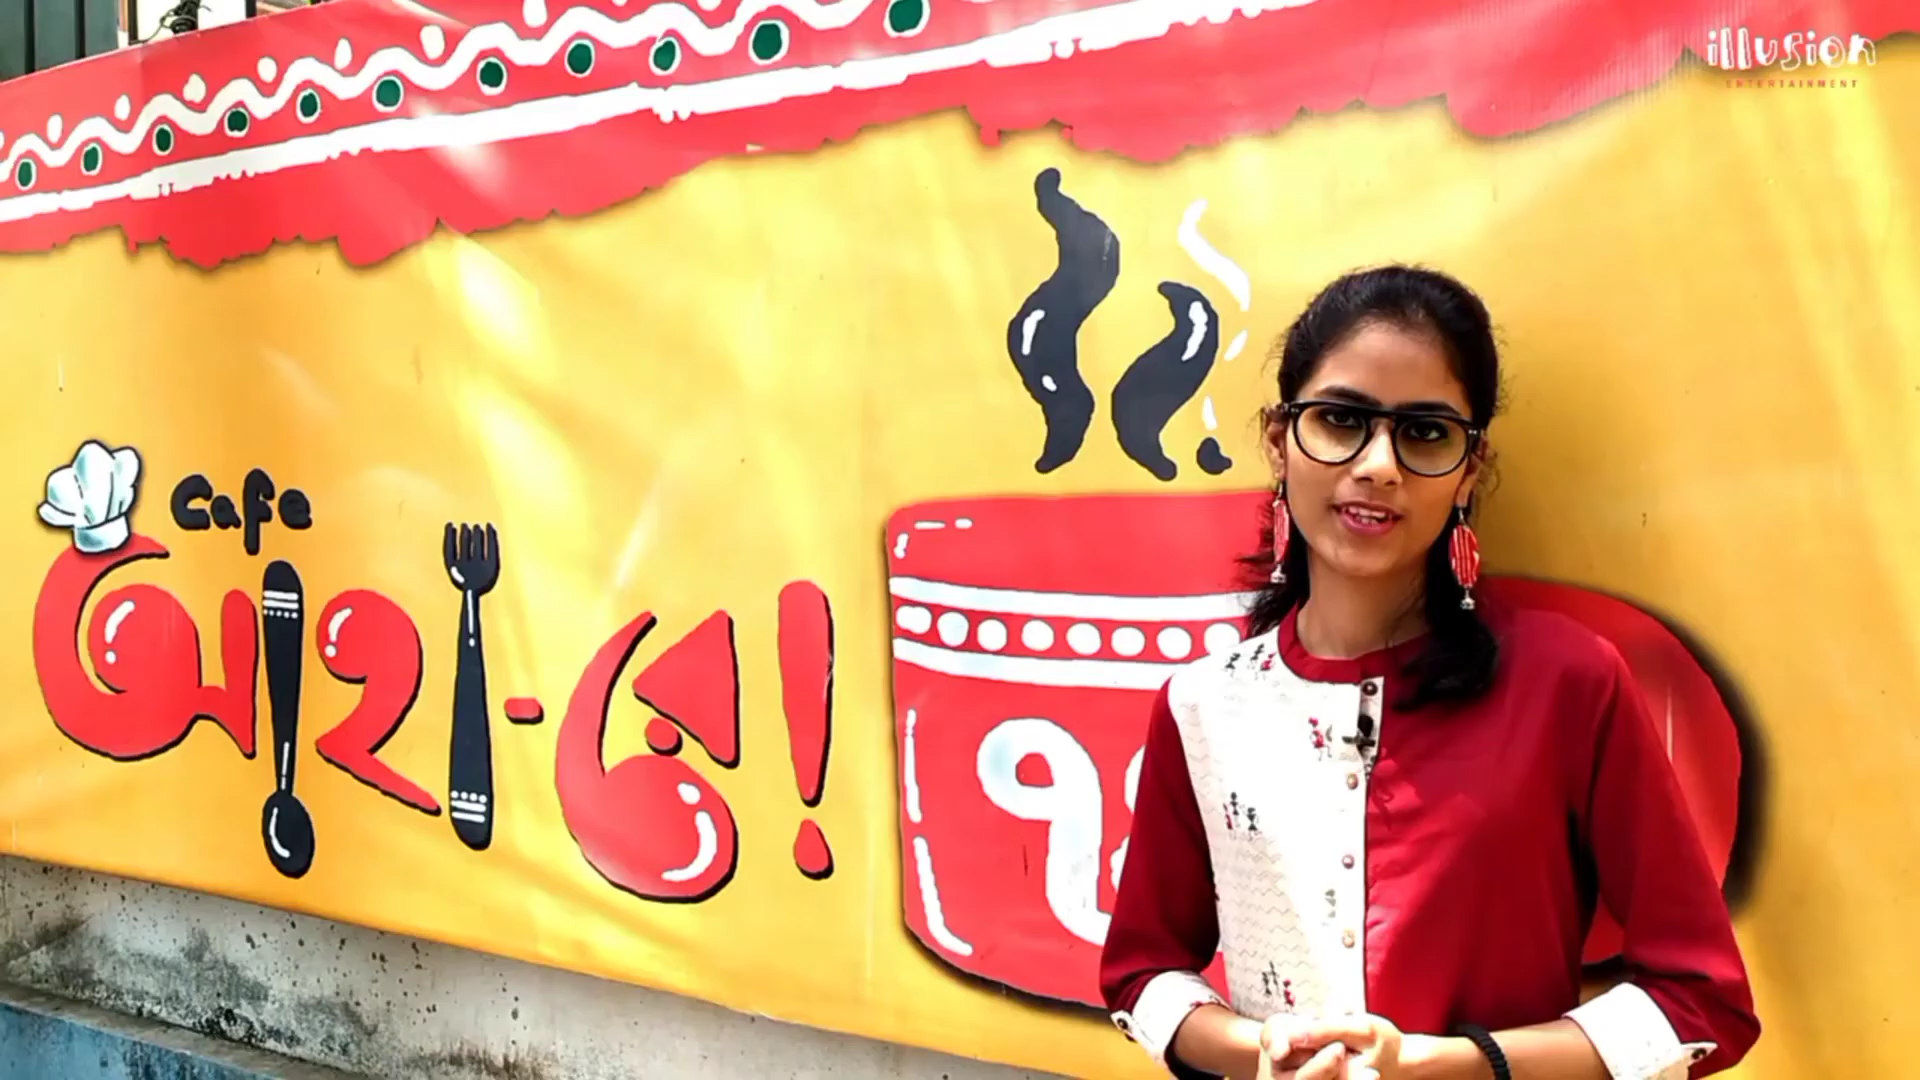 illusion
ENTERTAINMENT
Cafe
আহা-রে!